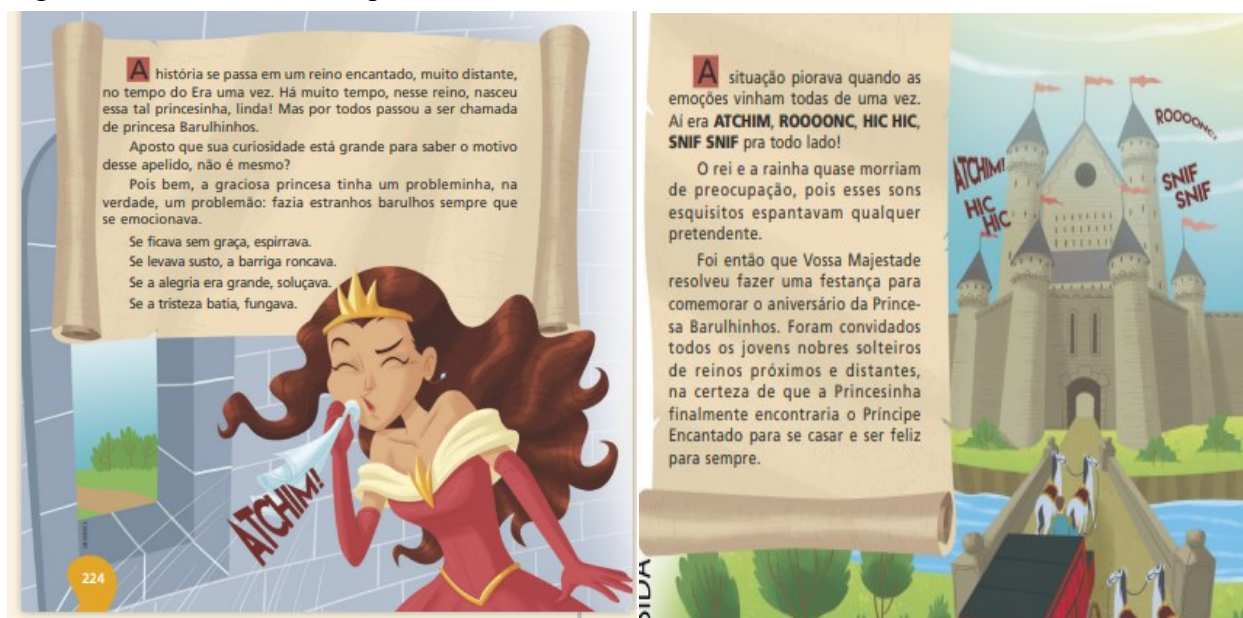 A história se passa em um reino encantado, muito distante,
no tempo do Era uma vez. Há muito tempo, nesse reino, nasceu
essa tal princesinha, linda! Mas por todos passou a ser chamada
de princesa Barulhinhos.
Aposto que sua curiosidade está grande para saber o motivo
desse apelido, não é mesmo?
Pois bem, a graciosa princesa tinha um probleminha, na
verdade, um problemão: fazia estranhos barulhos sempre que
se emocionava.
Se ficava sem graça, espirrava.
Se levava susto, a barriga roncava.
Se a alegria era grande, soluçava.
Se a tristeza batia, fungava.
ATCHIM!
224
A situação piorava quando as
emoções vinham todas de uma vez.
Aí era ATCHIM, ROOOONC, HIC HIC,
SNIF SNIF pra todo lado!
O rei e a rainha quase morriam
de preocupação, pois esses sons
esquisitos espantavam qualquer
pretendente.
Foi então que Vossa Majestade
resolveu fazer uma festança para
comemorar o aniversário da Prince-
sa Barulhinhos. Foram convidados
todos os jovens nobres solteiros
de reinos próximos e distantes,
na certeza de que a Princesinha
finalmente encontraria o Príncipe
Encantado para se casar e ser feliz
para sempre.
ROOOONC!
ATCHIM!
SNIF
SNIF
HIC
HIC